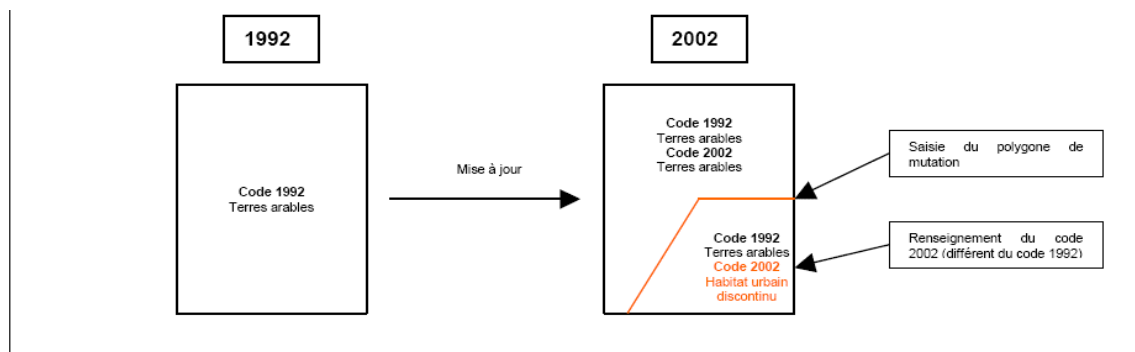 1992
2002
Code 1992
Terres arables
Mise à jour
Code 1992
Terres arables
Code 2002
Terres arables
Code 1992
Terres arables
Code 2002
Habitat urbain
discontinu
Saisie du polygone de
mutation
Renseignement du code
2002 (différent du code 1992)